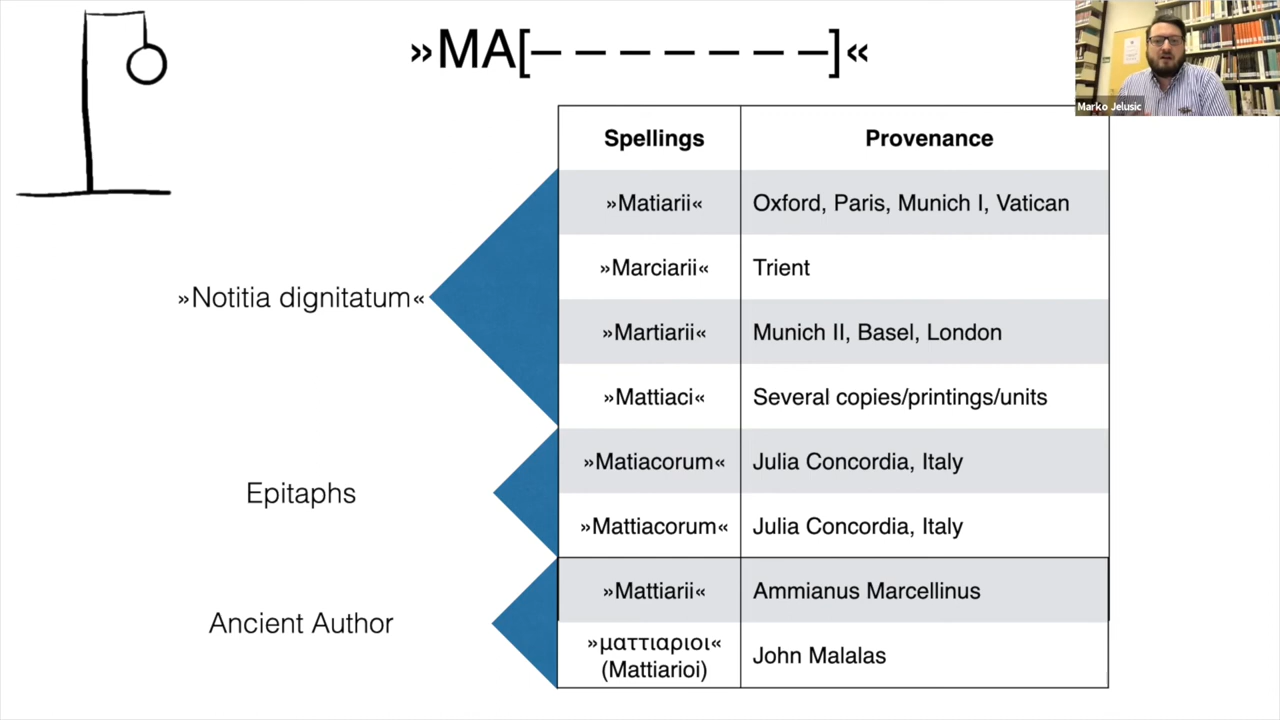 »MA[– – – – – – – –]«
Marko Jelusic
Spellings Provenance
»Matiarii« Oxford, Paris, Munich I, Vatican
»Marciarii« Trient
»Notitia dignitatum«
»Martiarii« Munich II, Basel, London
»Mattiaci« Several copies/printings/units
»Matiacorum« Julia Concordia, Italy
Epitaphs
»Mattiacorum« Julia Concordia, Italy
»Mattiarii« Ammianus Marcellinus
Ancient Author
»ματτιαριοι«
(Mattiarioi) John Malalas